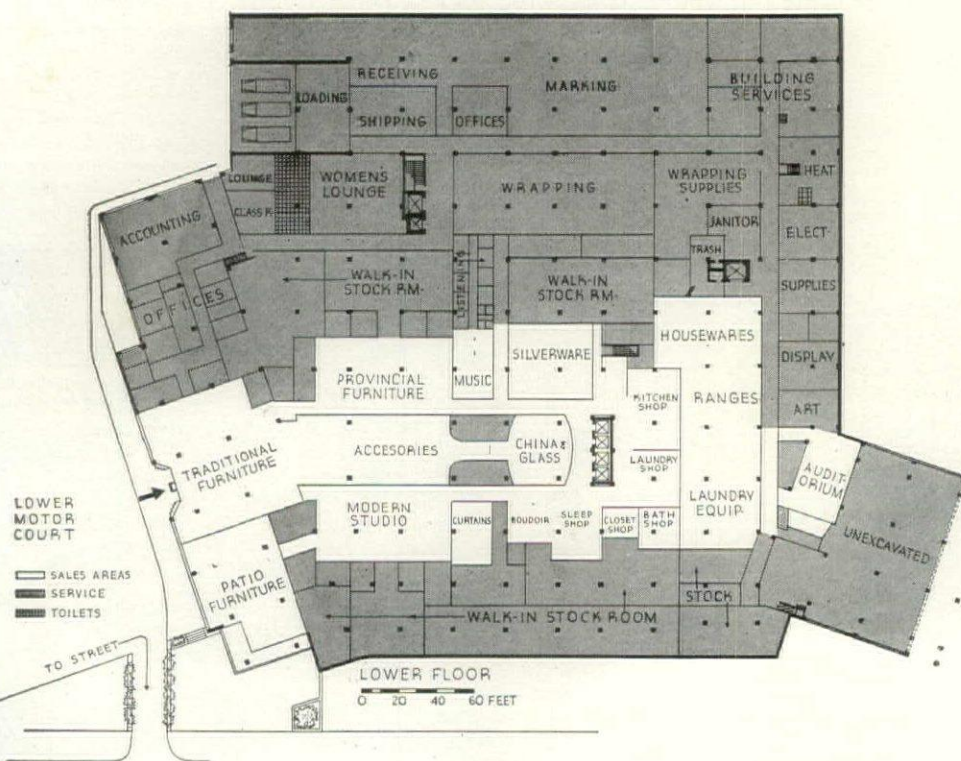 RECEIVING
MARKING
BUILDING
SERVICES
LOADING
SHIPPING
OFFICES
LOUNGE
WOMENS
LOUNGE
WRAPPING
WRAPPING
SUPPLIES
HEAT
CLASS R.
JANITOR
ACCOUNTING
TRASH
ELECT-
OFFICES
WALK-IN
STOCK RM-
LISTENING
WALK-IN
STOCK RM-
SUPPLIES
HOUSEWARES
SILVERWARE
DISPLAY
PROVINCIAL
FURNITURE
MUSIC
KITCHEN
SHOP
RANGES
ART
TRADITIONAL
FURNITURE
ACCESORIES
CHINA &
GLASS
LAUNDRY
SHOP
AUDIT-
ORIUM
LOWER
MOTOR
COURT
MODERN
STUDIO
CURTAINS
BOUDOIR
SLEEP
SHOP
CLOSET
SHOP
BATH
SHOP
LAUNDRY
EQUIP.
UNEXCAVATED
SALES AREAS
SERVICE
TOILETS
PATIO
FURNITURE
STOCK
WALK-IN STOCK ROOM
TO STREET
LOWER FLOOR
0 20 40 60 FEET